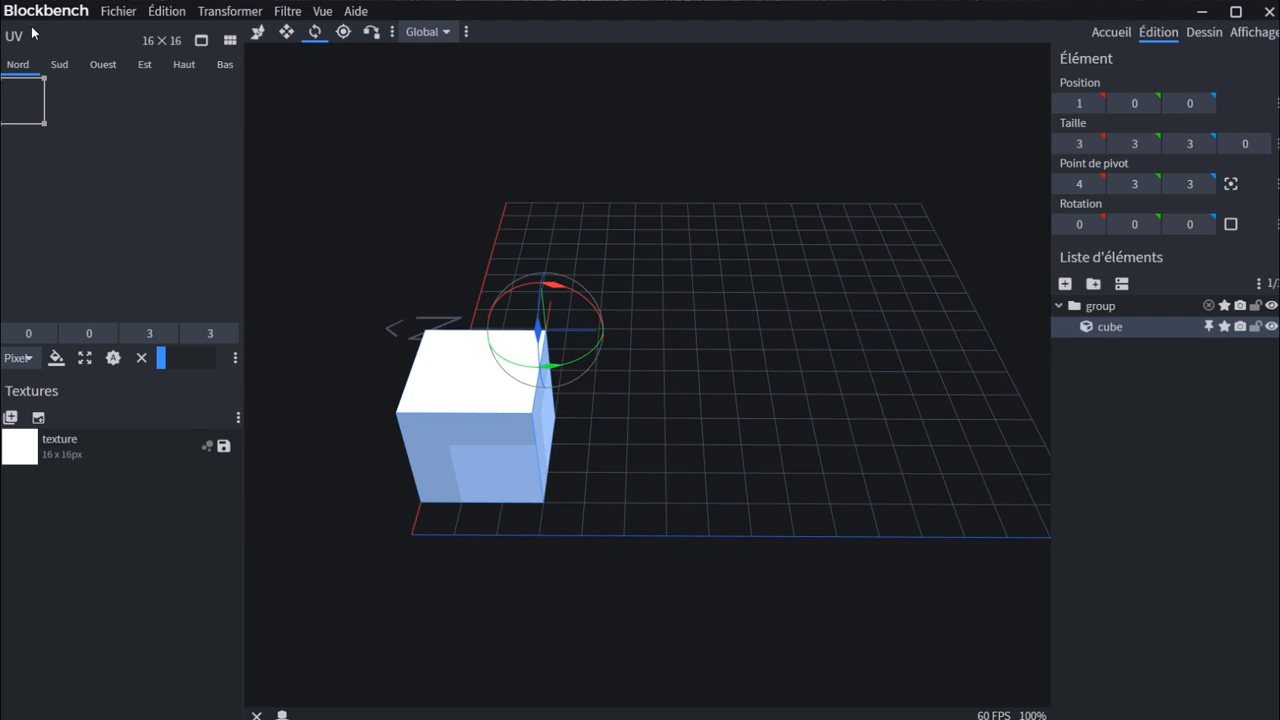 Blockbench Fichier Édition Transformer Filtre Vue Aide
UV 16 × 16
Global
Accueil Édition Dessin Affichage
Nord Sud Ouest Est Haut Bas
0 0 3 3
Pixel
Textures
texture
16 x 16px
Élément
Position
1 0 0
Taille
3 3 3 0
Point de pivot
4 3 3
Rotation
0 0 0
Liste d'éléments
1/
group
cube
60 FPS 100%